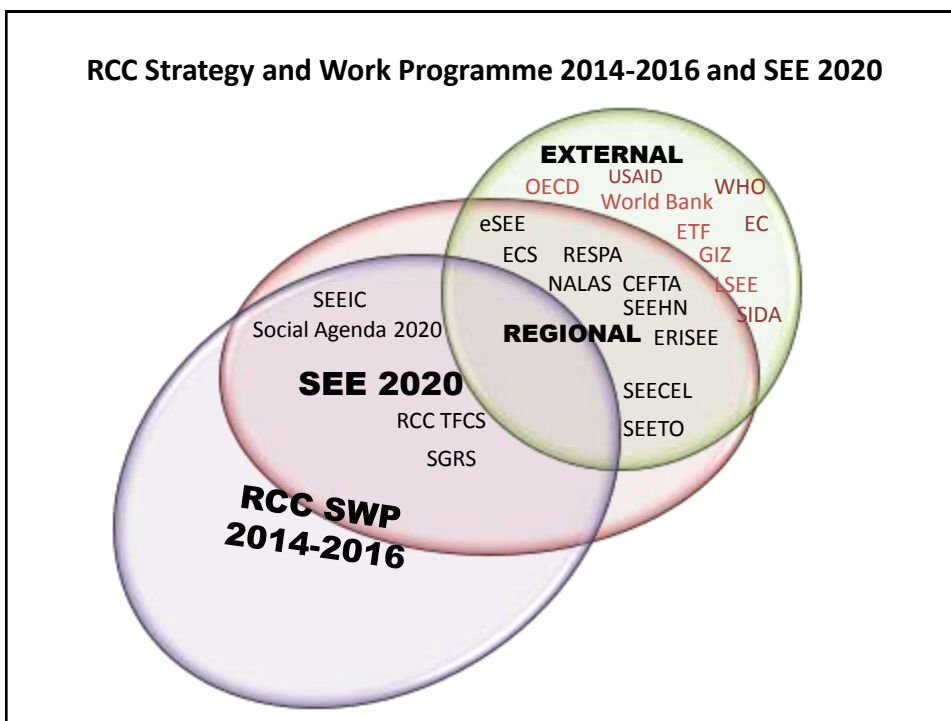 RCC Strategy and Work Programme 2014-2016 and SEE 2020
EXTERNAL
USAID
OECD
WHO
World Bank
eSEE
ETF
EC
ECS
RESPA
GIZ
NALAS
CEFTA
LSEE
SEEIC
SEEHN
SIDA
Social Agenda 2020
REGIONAL
ERISEE
SEE 2020
SEECEL
RCC TFCS
SEETO
SGRS
RCC SWP
2014-2016